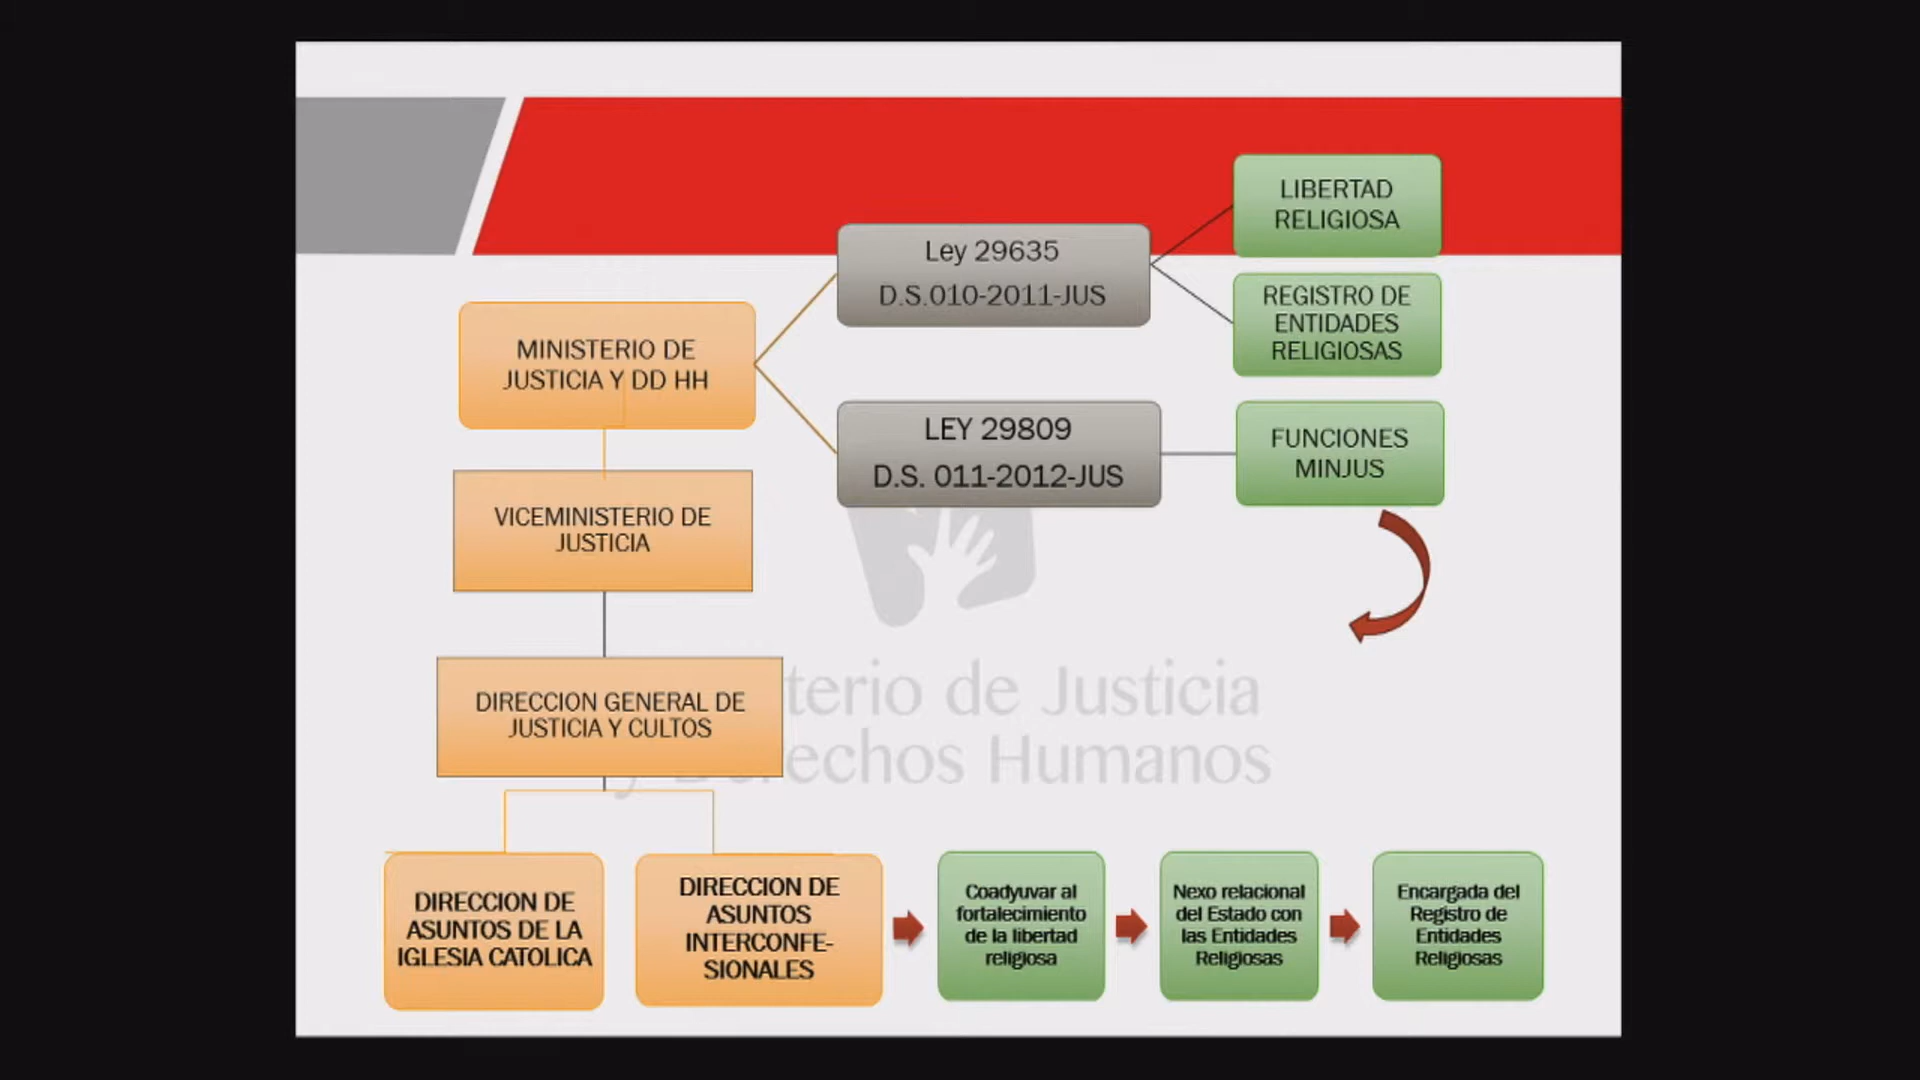 LIBERTAD
RELIGIOSA
Ley 29635
D.S.010-2011-JUS
REGISTRO DE
ENTIDADES
RELIGIOSAS
MINISTERIO DE
JUSTICIA Y DD HH
LEY 29809
D.S. 011-2012-JUS
FUNCIONES
MINJUS
VICEMINISTERIO DE
JUSTICIA
DIRECCION GENERAL DE
JUSTICIA Y CULTOS
terio de Justicia
y Derechos Humanos
DIRECCION DE
ASUNTOS DE LA
IGLESIA CATOLICA
DIRECCION DE
ASUNTOS
INTERCONFE-
SIONALES
Coadyuvar al
fortalecimiento
de la libertad
religiosa
Nexo relacional
del Estado con
las Entidades
Religiosas
Encargada del
Registro de
Entidades
Religiosas